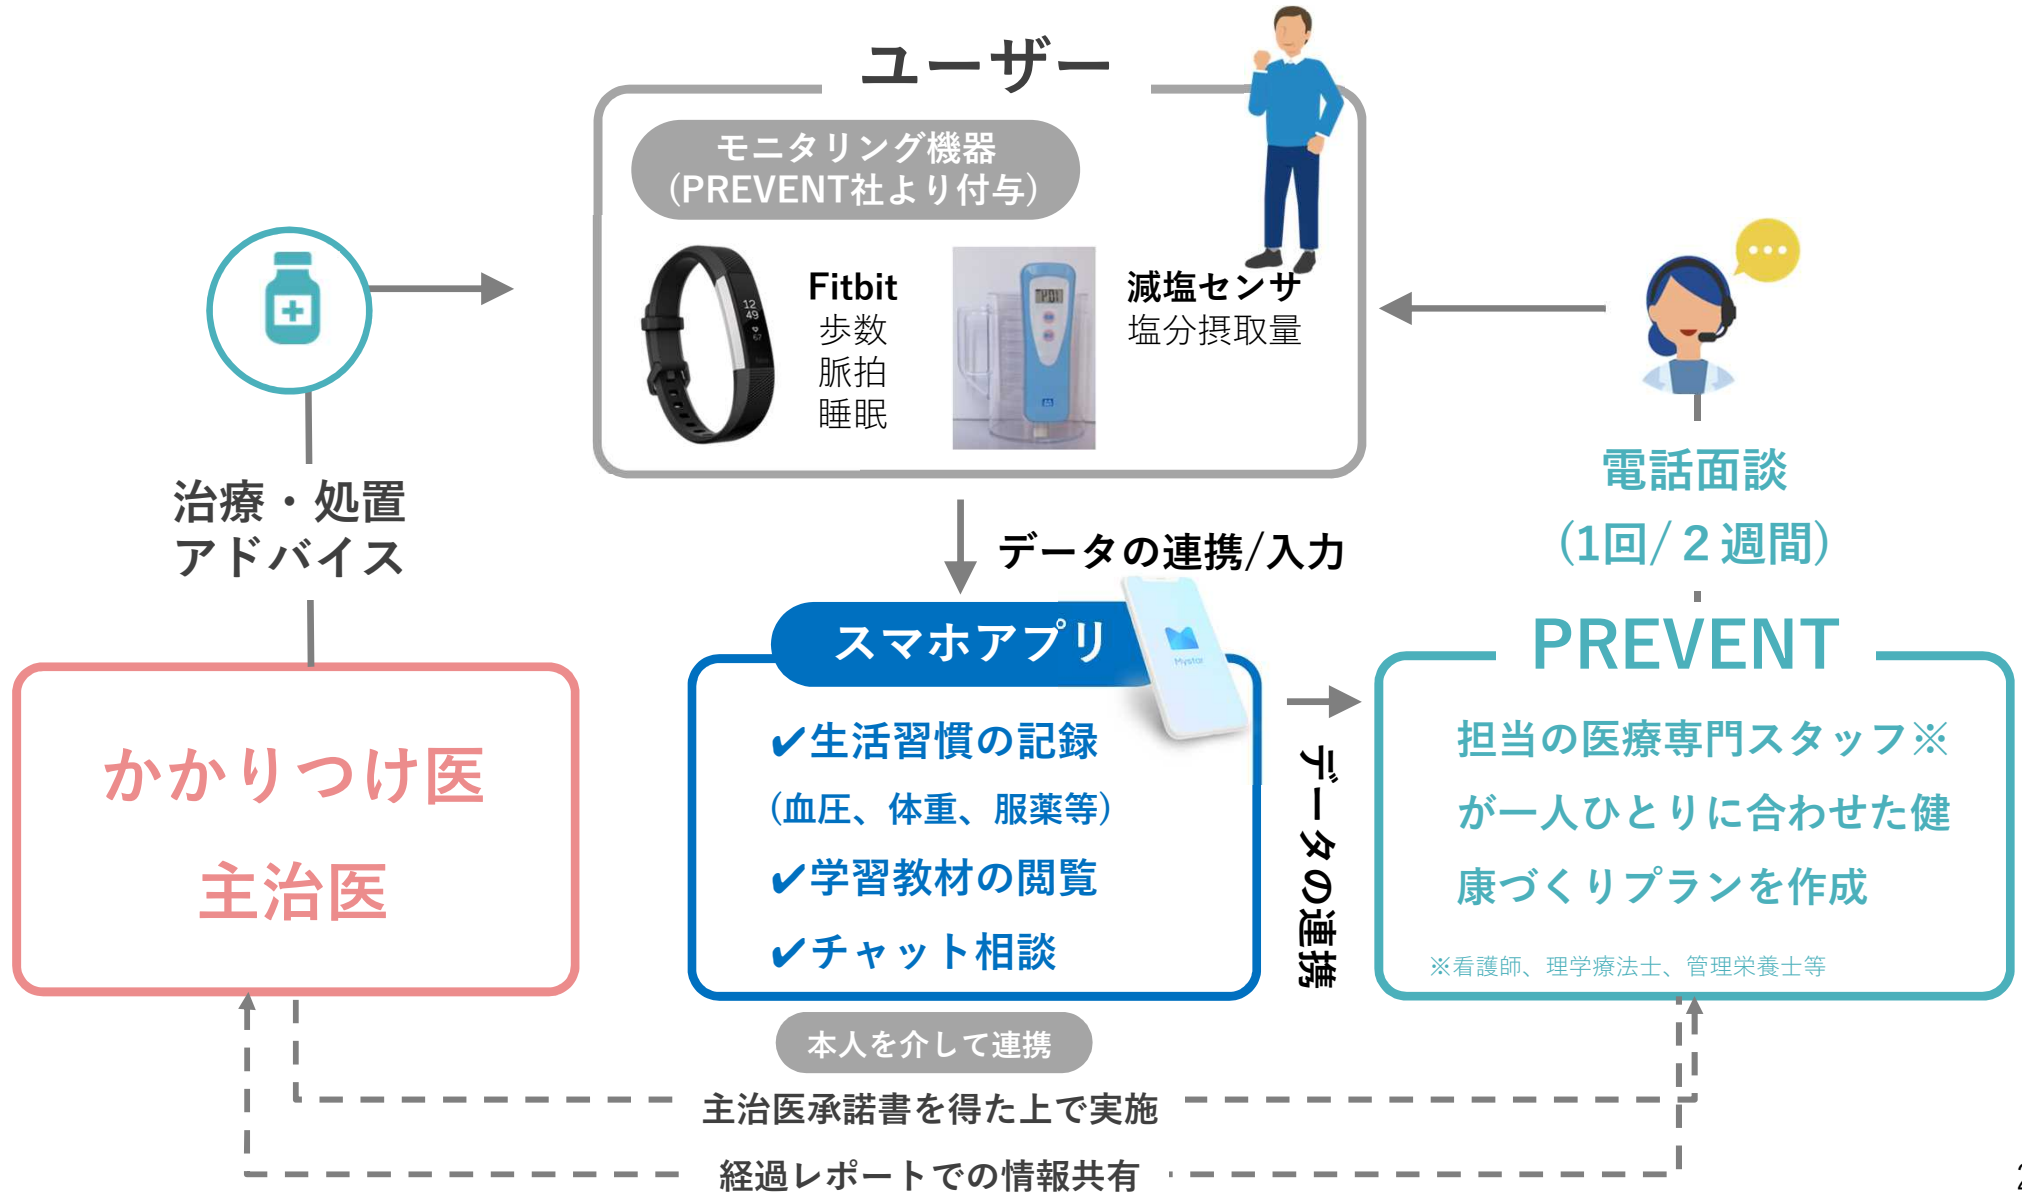 ユーザー
モニタリング機器
(PREVENT社より付与)
Fitbit
歩数
脈拍
睡眠
12
49
67
減塩センサ
塩分摂取量
治療・処置
アドバイス
電話面談
(1回/２週間)
データの連携/入力
スマホアプリ
Mystar
✔生活習慣の記録
(血圧、体重、服薬等)
✔学習教材の閲覧
✔チャット相談
データの連携
PREVENT
担当の医療専門スタッフ※
が一人ひとりに合わせた健
康づくりプランを作成
※看護師、理学療法士、管理栄養士等
かかりつけ医
主治医
本人を介して連携
主治医承諾書を得た上で実施
経過レポートでの情報共有